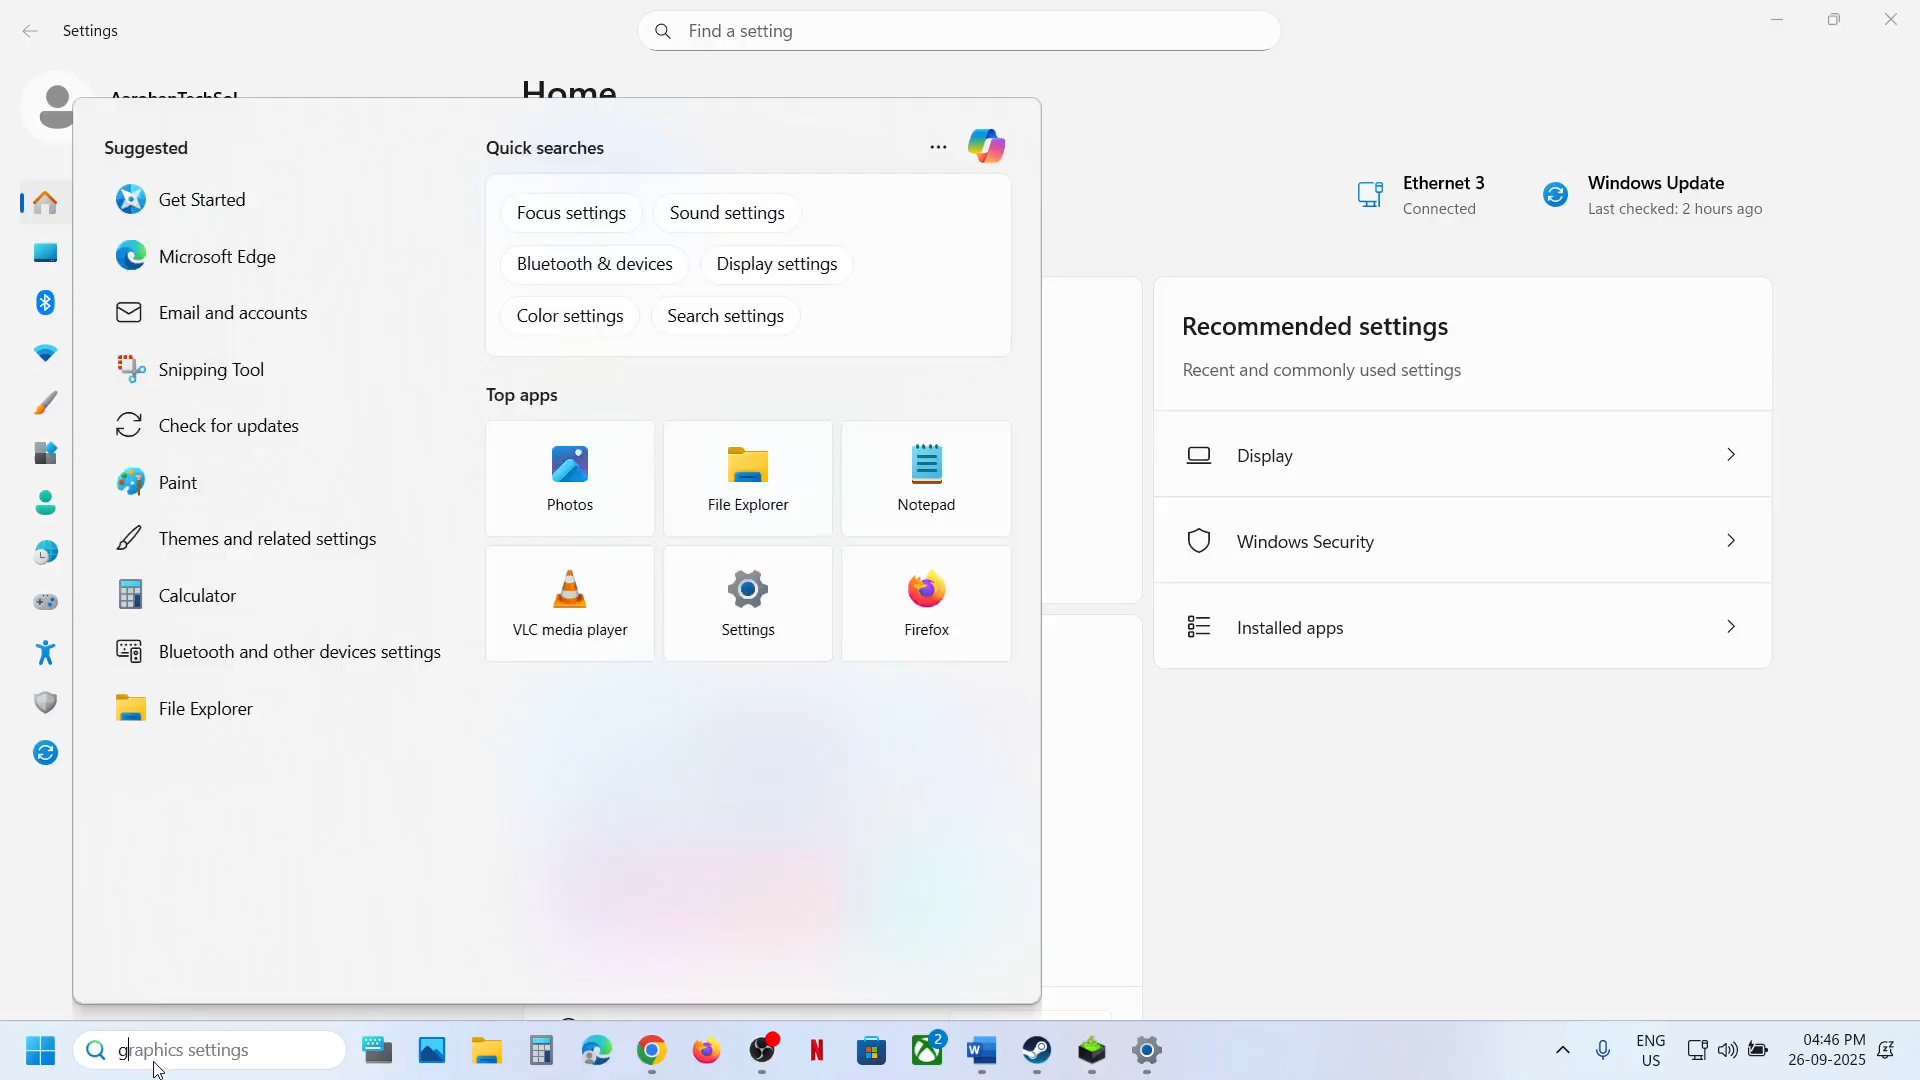 Settings
Find a setting
AcrobanTechSol
Home
Suggested
Get Started
Microsoft Edge
Email and accounts
Snipping Tool
Check for updates
Paint
Themes and related settings
Calculator
Bluetooth and other devices settings
File Explorer
Quick searches
Focus settings
Sound settings
Bluetooth & devices
Display settings
Color settings
Search settings
Top apps
Photos
File Explorer
Notepad
VLC media player
Settings
Firefox
Ethernet 3
Connected
Windows Update
Last checked: 2 hours ago
Recommended settings
Recent and commonly used settings
Display
Windows Security
Installed apps
graphics settings
2
ENG
US
04:46 PM
26-09-2025